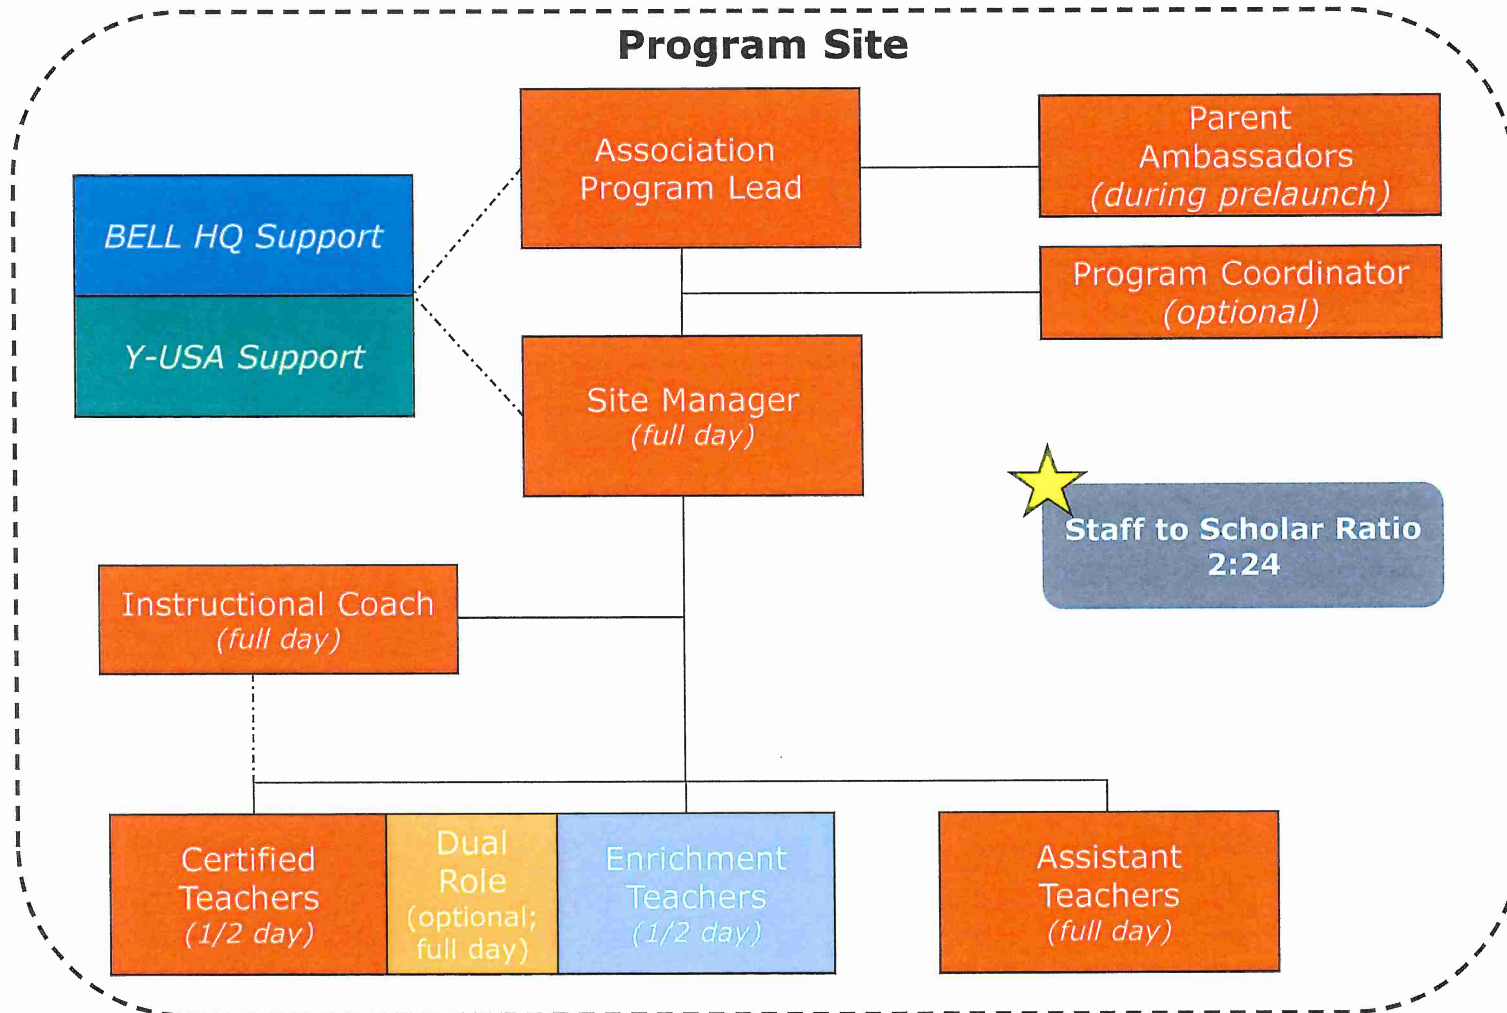 Program Site
Association
Program Lead
Parent
Ambassadors
(during prelaunch)
BELL HQ Support
Y-USA Support
Program Coordinator
(optional)
Site Manager
(full day)
Staff to Scholar Ratio
2:24
Instructional Coach
(full day)
Certified
Teachers
(1/2 day)
Dual
Role
(optional;
full day)
Enrichment
Teachers
(1/2 day)
Assistant
Teachers
(full day)